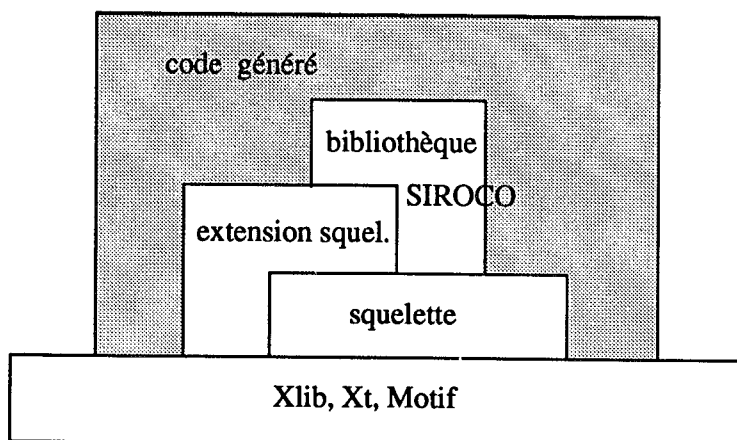 code généré
bibliothèque
SIROCO
extension squel.
squelette
Xlib, Xt, Motif